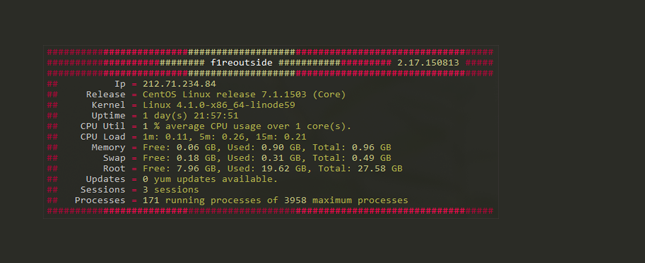 ###################################################################################
##################### f1reoutside #################### 2.17.150813 #####
###################################################################################
## Ip = 212.71.234.84
## Release = CentOS Linux release 7.1.1503 (Core)
## Kernel = Linux 4.1.0-x86_64-linode59
## Uptime = 1 day(s) 21:57:51
## CPU Util = 1 % average CPU usage over 1 core(s).
## CPU Load = 1m: 0.11, 5m: 0.26, 15m: 0.21
## Memory = Free: 0.06 GB, Used: 0.90 GB, Total: 0.96 GB
## Swap = Free: 0.18 GB, Used: 0.31 GB, Total: 0.49 GB
## Root = Free: 7.96 GB, Used: 19.62 GB, Total: 27.58 GB
## Updates = 0 yum updates available.
## Sessions = 3 sessions
## Processes = 171 running processes of 3958 maximum processes
###################################################################################